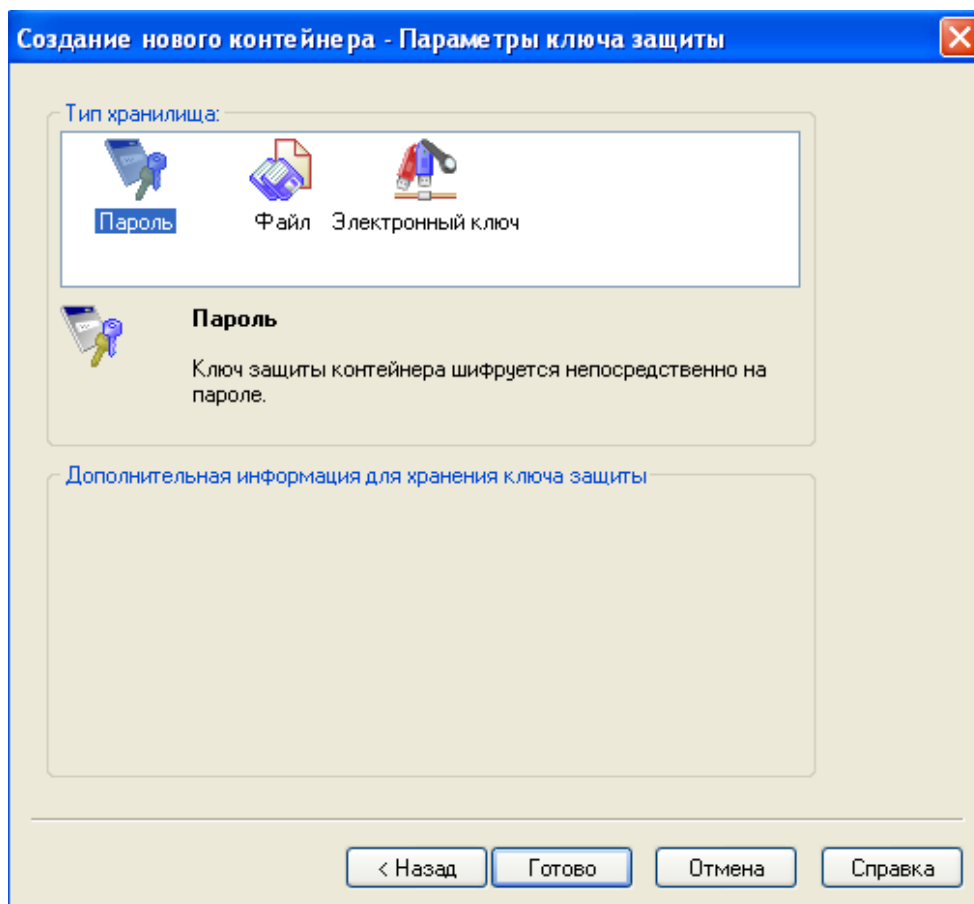 Создание нового контейнера - Параметры ключа защиты
Тип хранилища:
Пароль
Файл
Электронный ключ
Пароль
Ключ защиты контейнера шифруется непосредственно на
пароле.
Дополнительная информация для хранения ключа защиты
< Назад
Готово
Отмена
Справка